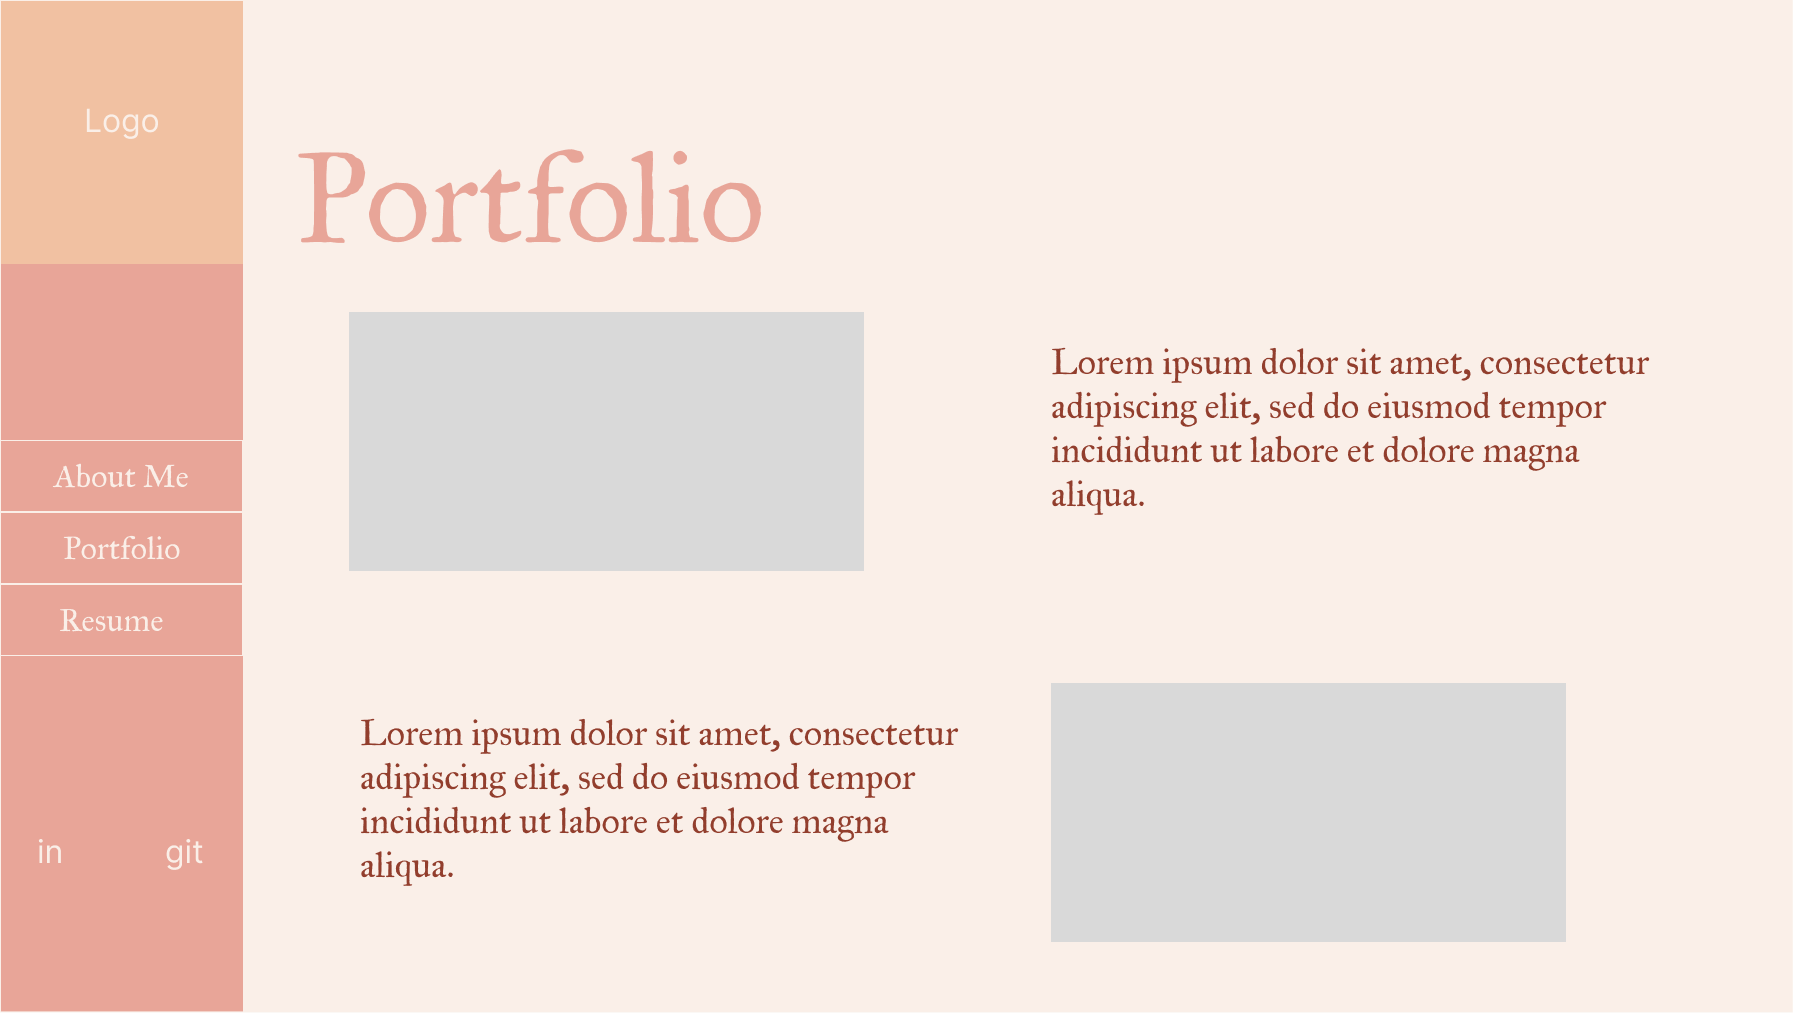 Logo
Portfolio
About Me
Portfolio
Resume
in
git
Lorem ipsum dolor sit amet, consectetur
adipiscing elit, sed do eiusmod tempor
incididunt ut labore et dolore magna
aliqua.
Lorem ipsum dolor sit amet, consectetur
adipiscing elit, sed do eiusmod tempor
incididunt ut labore et dolore magna
aliqua.